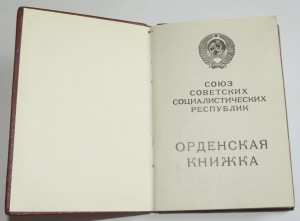 СОЮЗ
СОВЕТСКИХ
СОЦИАЛИСТИЧЕСКИХ
РЕСПУБЛИК
ОРДЕНСКАЯ
КНИЖКА